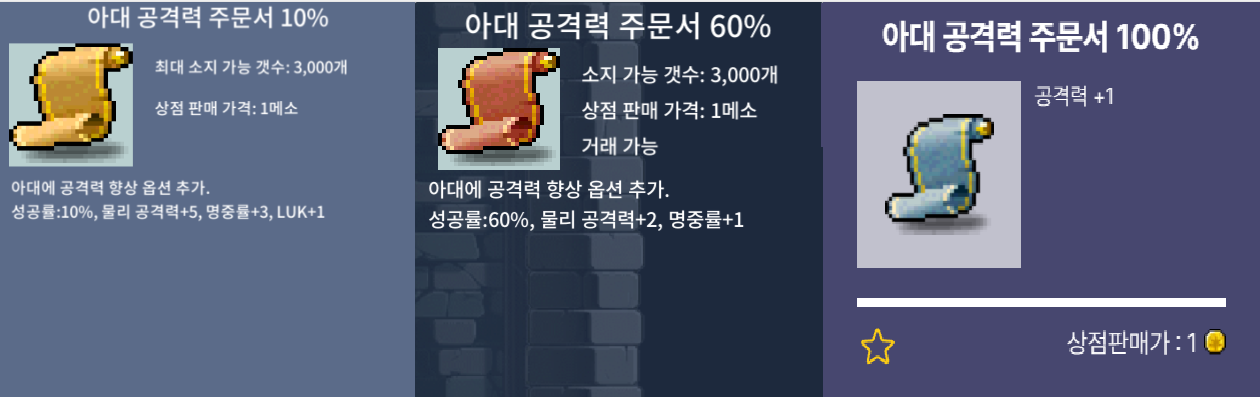 아대 공격력 주문서 10%
최대 소지 가능 갯수: 3,000개
상점 판매 가격: 1메소
아대에 공격력 향상 옵션 추가.
성공률:10%, 물리 공격력+5, 명중률+3, LUK+1
아대 공격력 주문서 60%
소지 가능 갯수: 3,000개
상점 판매 가격: 1메소
거래 가능
아대에 공격력 향상 옵션 추가.
성공률:60%, 물리 공격력+2, 명중률+1
아대 공격력 주문서 100%
공격력 +1
상점판매가 : 1